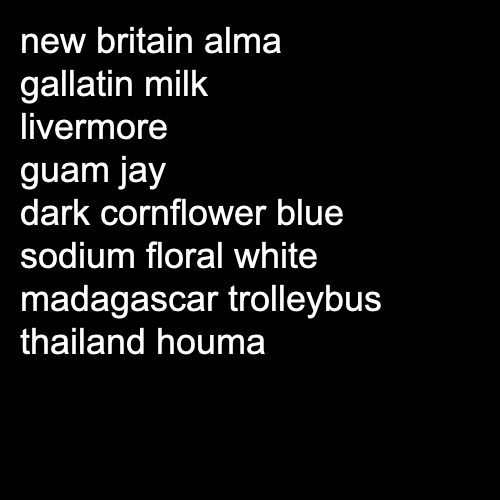 new britain alma
gallatin milk
livermore
guam jay
dark cornflower blue
sodium floral white
madagascar trolleybus
thailand houma